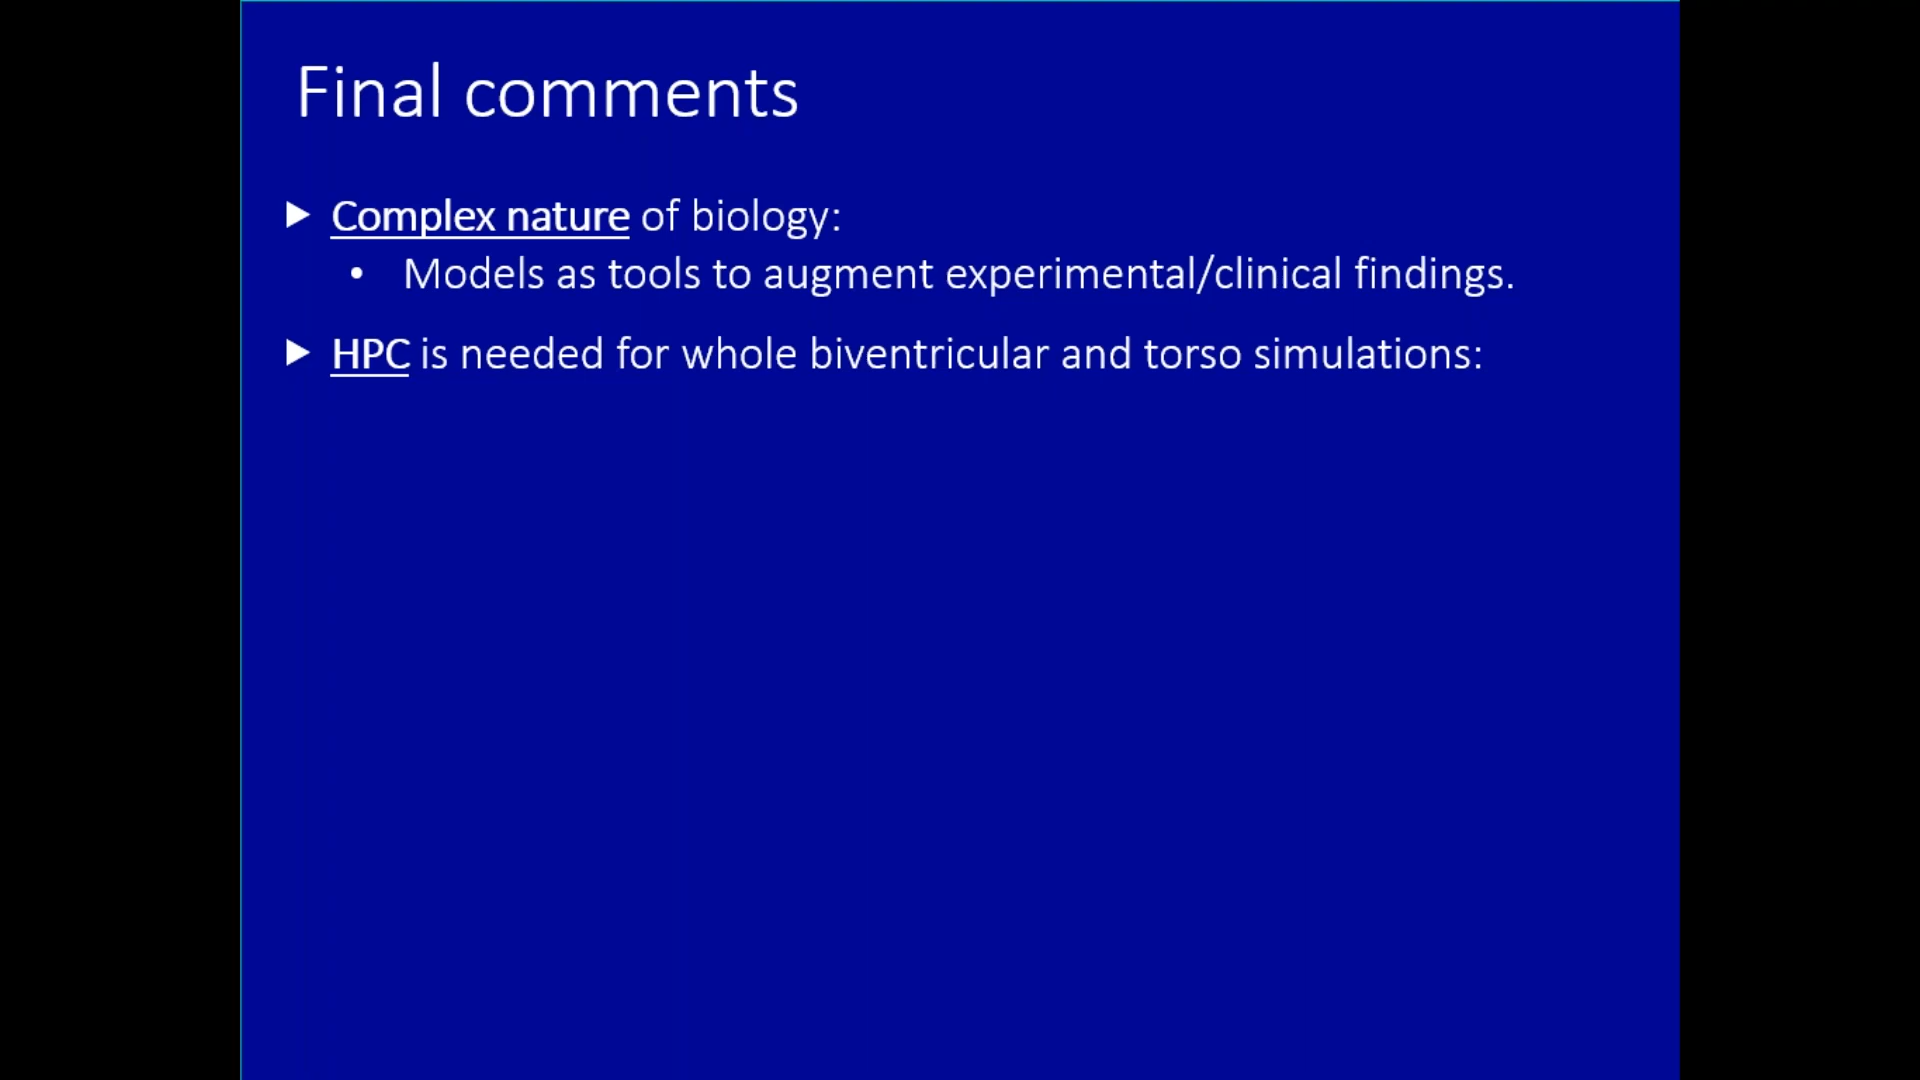 Final comments
▶ Complex nature of biology:
• Models as tools to augment experimental/clinical findings.
▶ HPC is needed for whole biventricular and torso simulations: